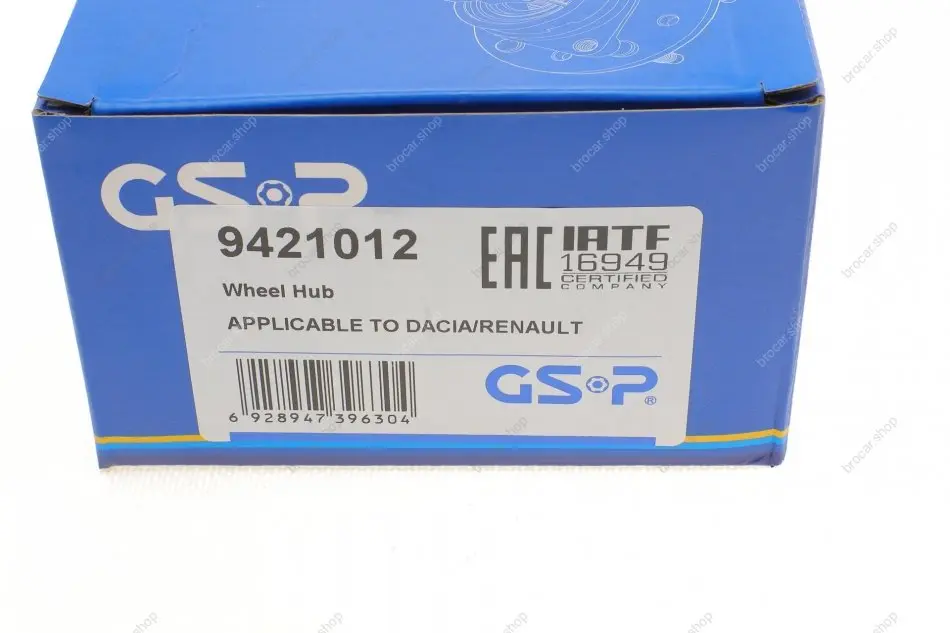 GSP
9421012
EAC
IATF
16949
CERTIFIED
COMPANY
Wheel Hub
APPLICABLE TO DACIA/RENAULT
6 928947 396304
GSP®
brocar.shop